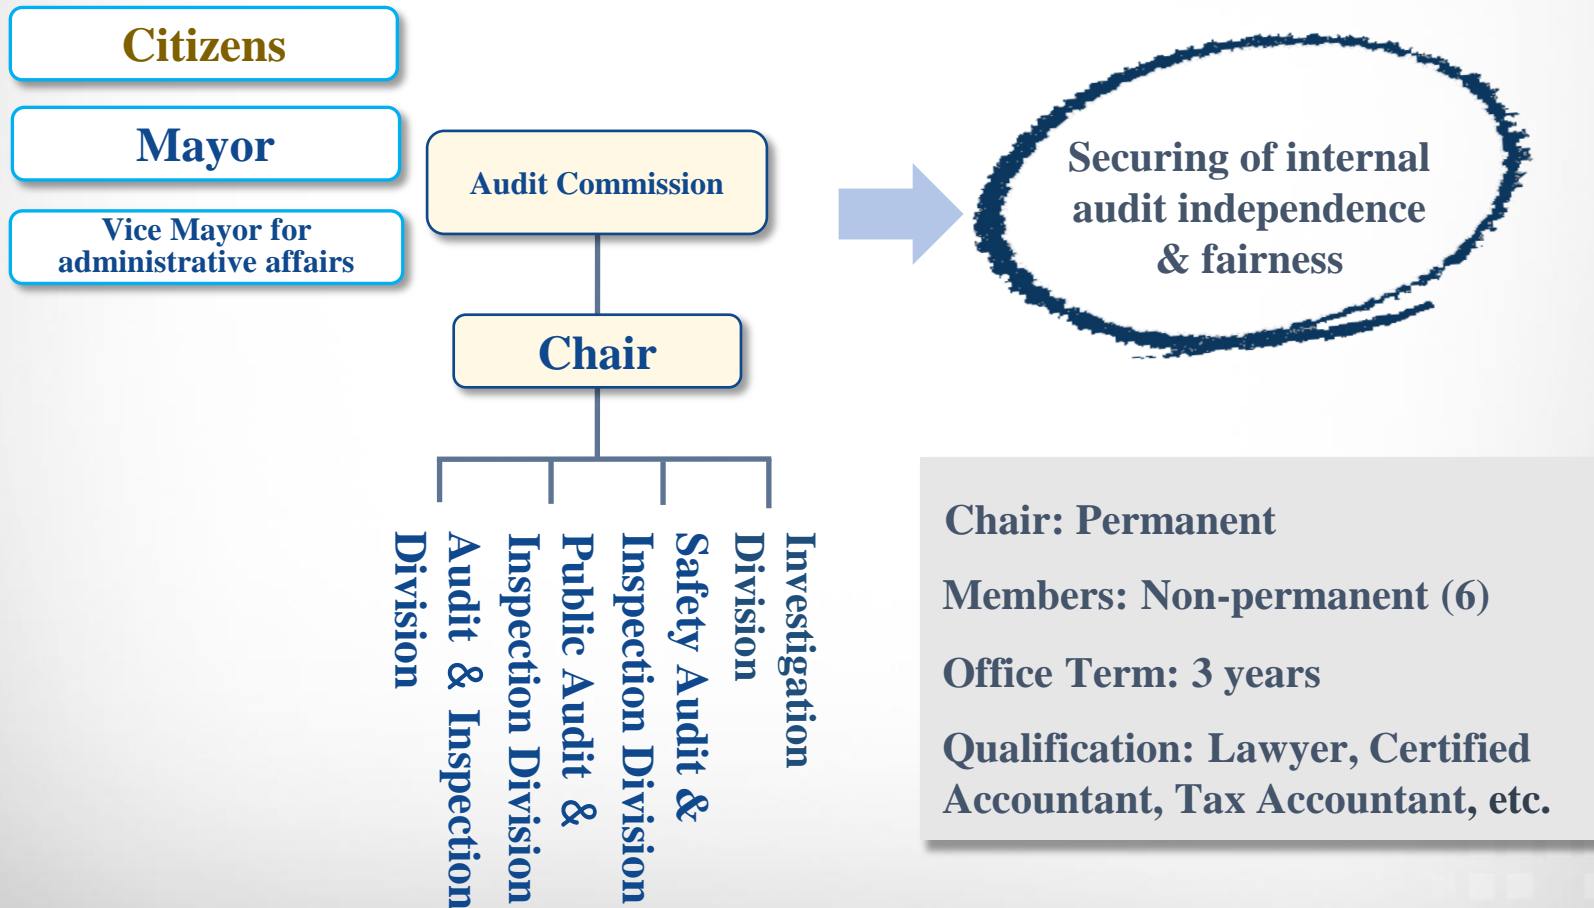 Citizens
Mayor
Vice Mayor for
administrative affairs
Audit Commission
Chair
Audit & Inspection
Division
Public Audit &
Inspection Division
Safety Audit &
Inspection Division
Investigation
Division
Securing of internal
audit independence
& fairness
Chair: Permanent
Members: Non-permanent (6)
Office Term: 3 years
Qualification: Lawyer, Certified
Accountant, Tax Accountant, etc.